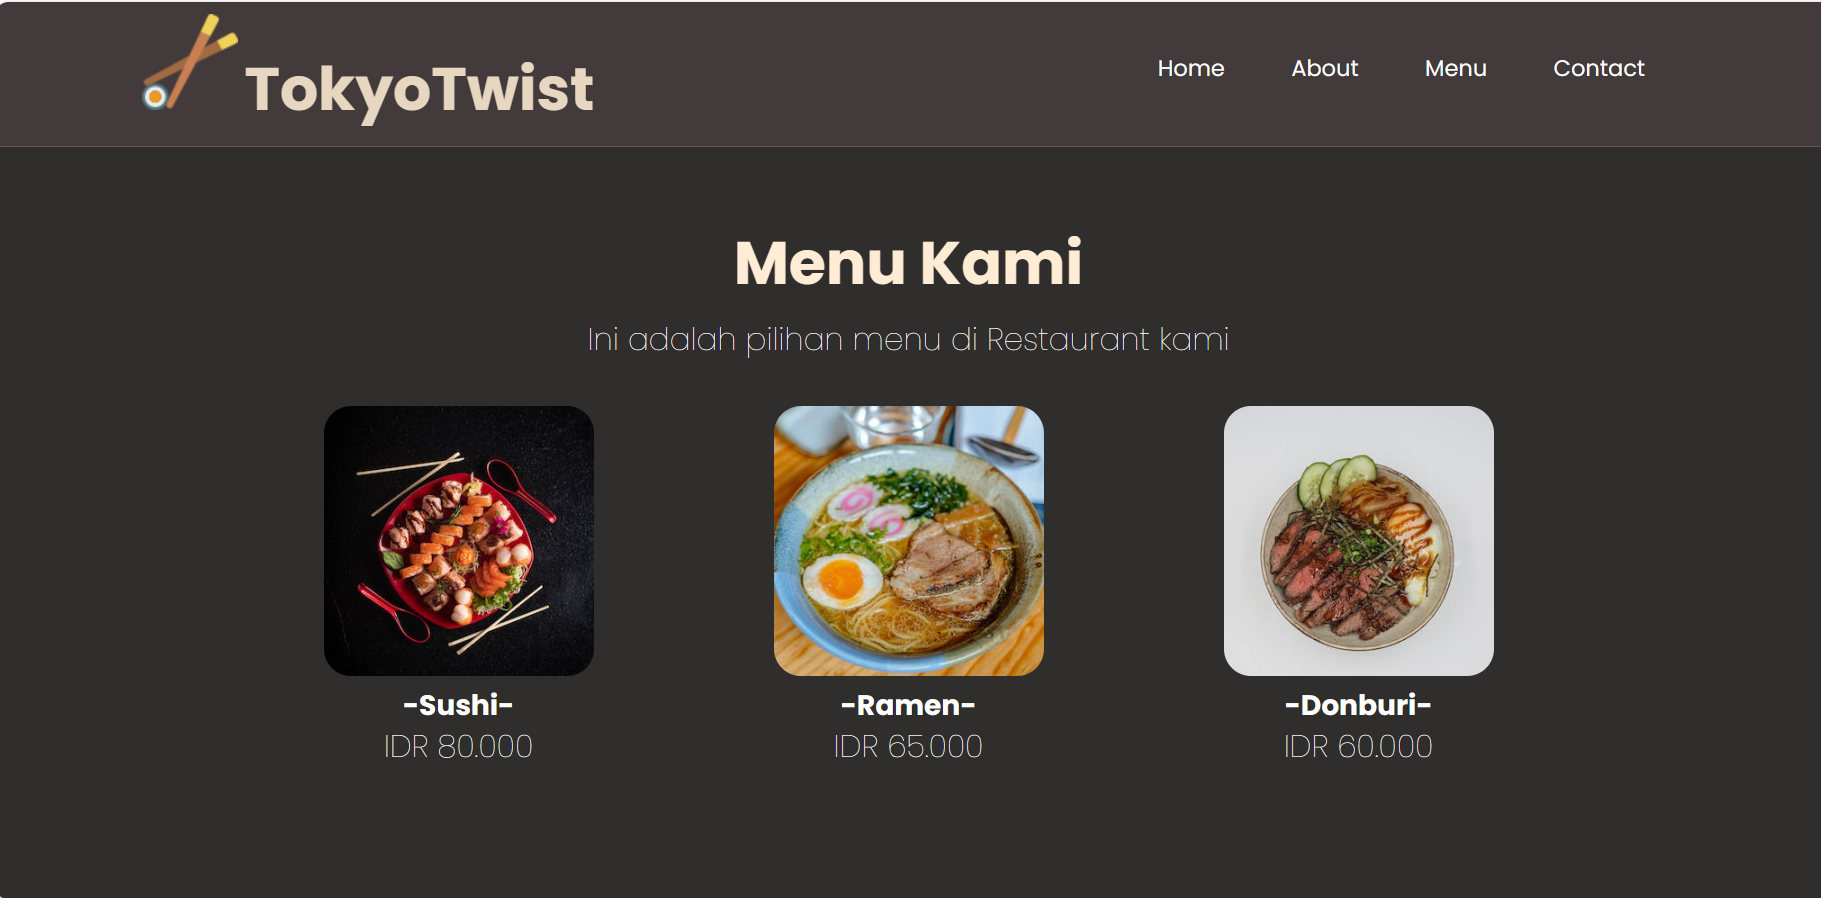 TokyoTwist
Home About Menu Contact
Menu Kami
Ini adalah pilihan menu di Restaurant kami
-Sushi-
IDR 80.000
-Ramen-
IDR 65.000
-Donburi-
IDR 60.000